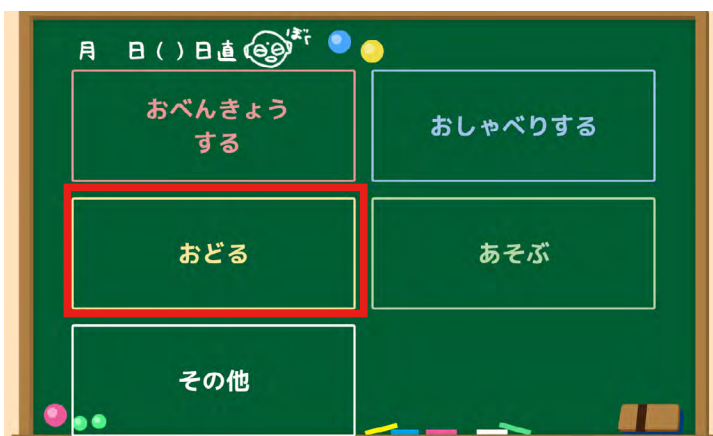 月 日( )日直 ぼく
おべんきょう
する
おしゃべりする
おどる
あそぶ
その他